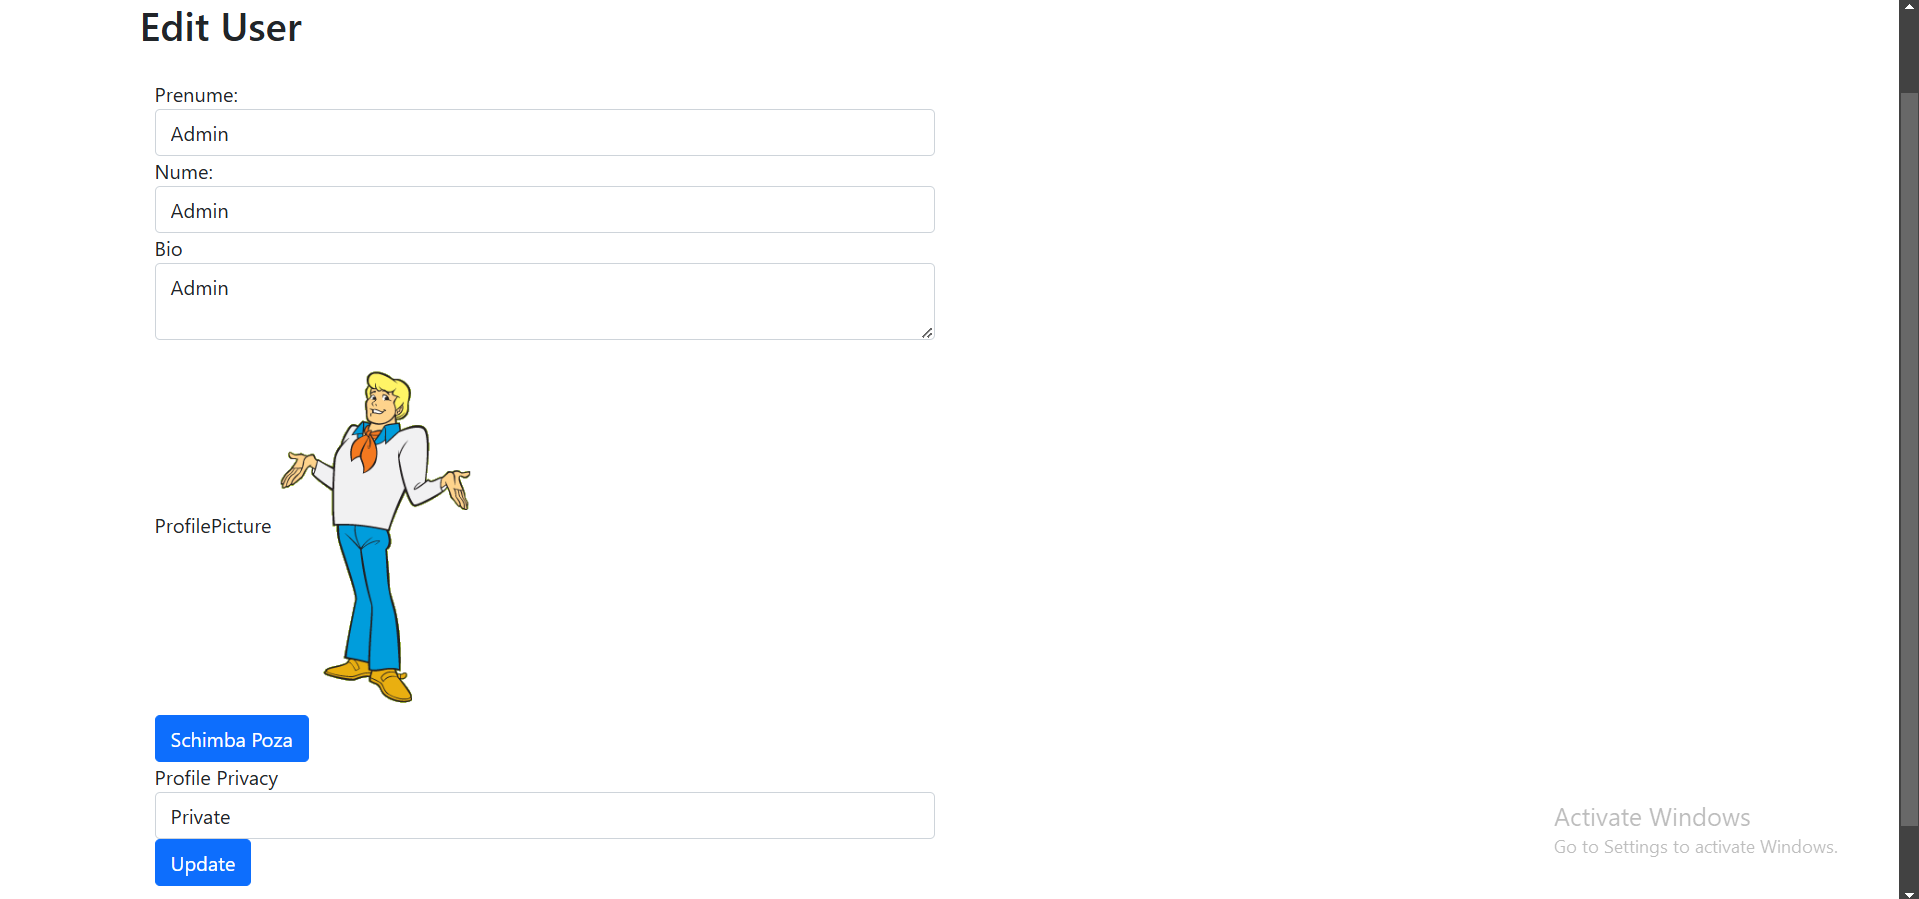 Edit User
Prenume:
Admin
Nume:
Admin
Bio
Admin
ProfilePicture
Schimba Poza
Profile Privacy
Private
Update
Activate Windows
Go to Settings to activate Windows.